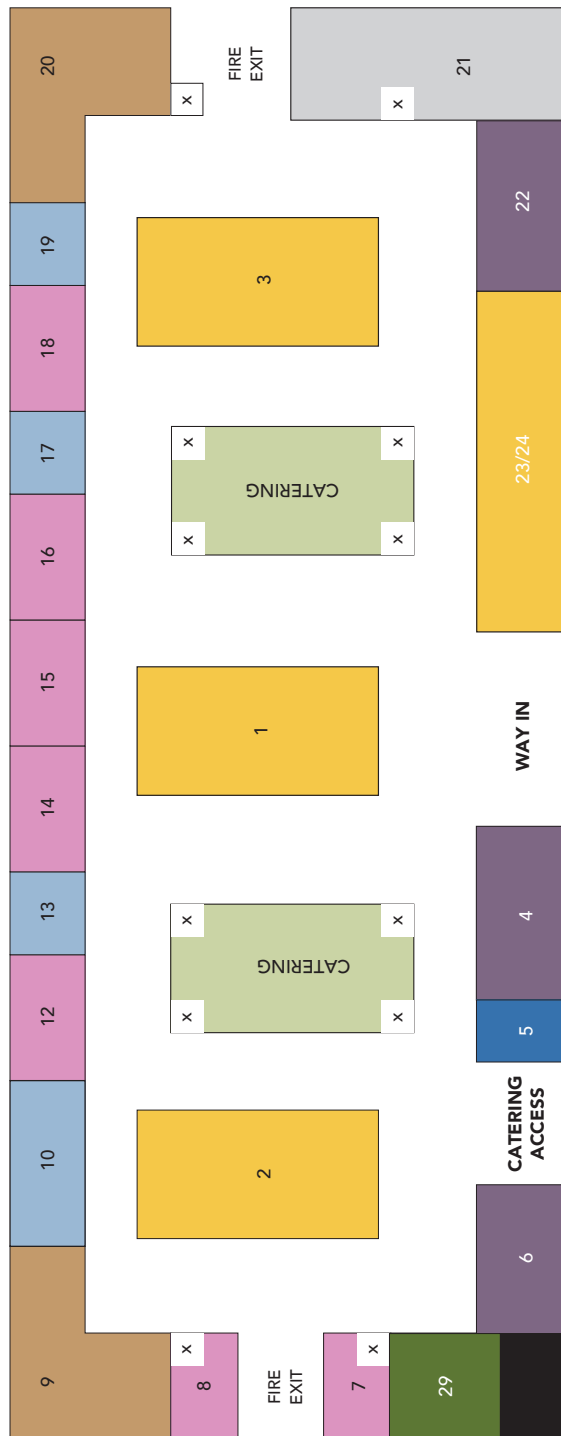 9
10
12
13
14
15
16
17
18
19
20
8
x
x
x
x
x
x
FIRE
EXIT
2
1
3
FIRE
EXIT
CATERING
CATERING
7
x
x
x
x
x
x
29
21
6
CATERING
ACCESS
5
4
WAY IN
23/24
22